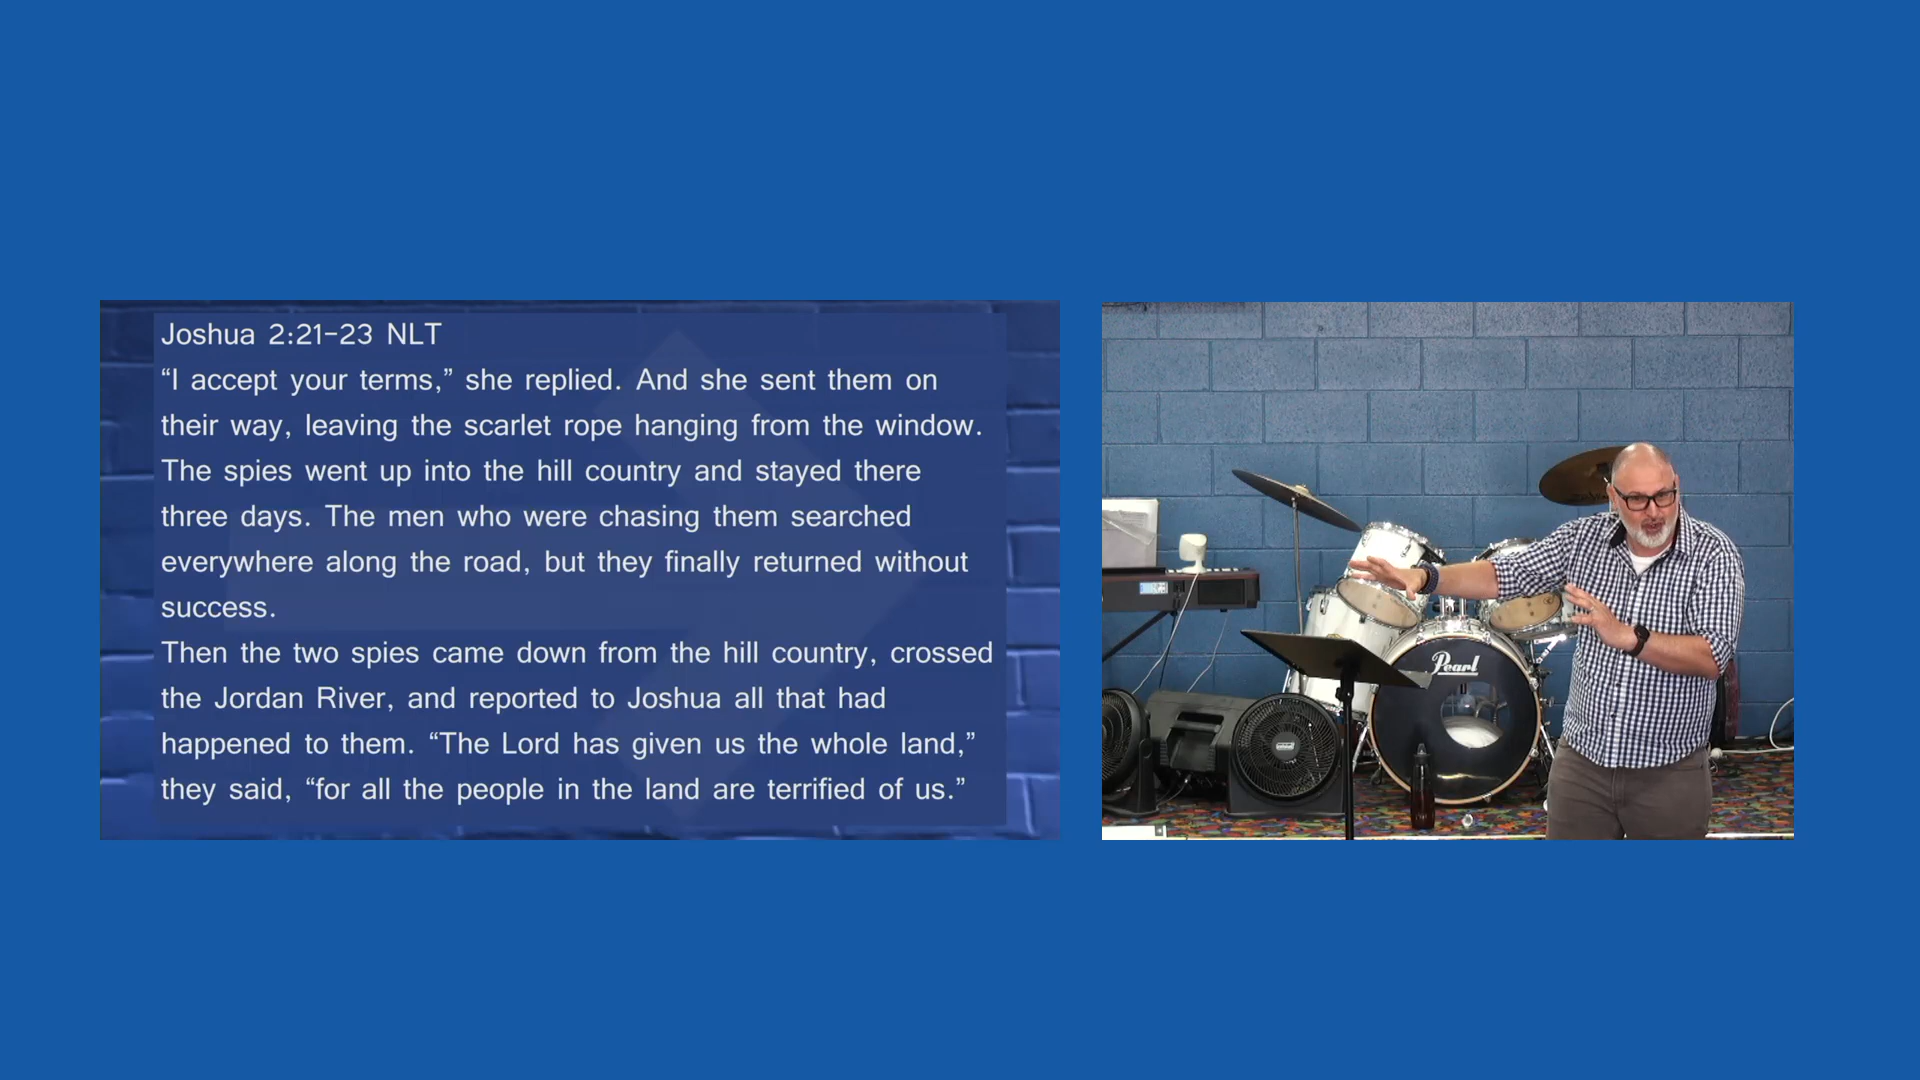 Joshua 2:21–23 NLT
“I accept your terms,” she replied. And she sent them on
their way, leaving the scarlet rope hanging from the window.
The spies went up into the hill country and stayed there
three days. The men who were chasing them searched
everywhere along the road, but they finally returned without
success.
Then the two spies came down from the hill country, crossed
the Jordan River, and reported to Joshua all that had
happened to them. “The Lord has given us the whole land,”
they said, “for all the people in the land are terrified of us.”
Pearl